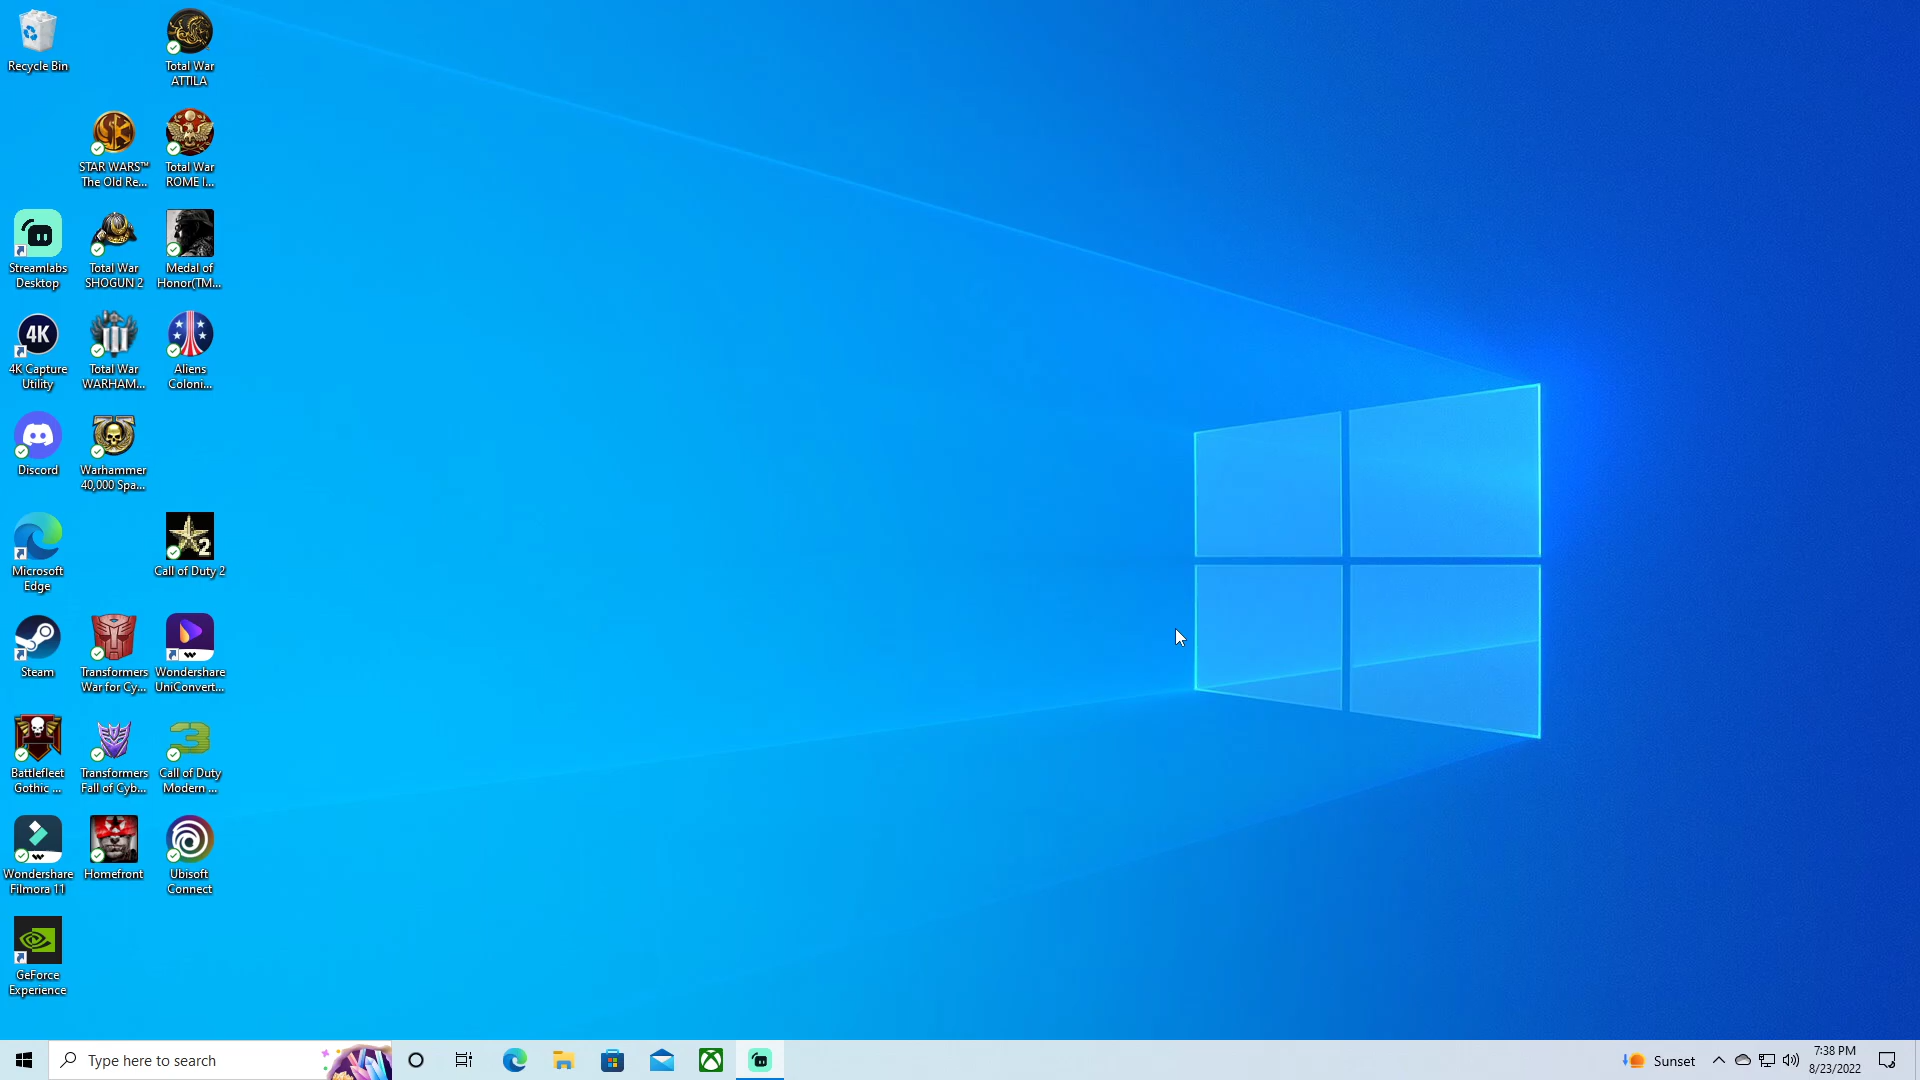 Recycle Bin
Total War
ATTILA
STAR WARS™
The Old Re...
Total War
ROME I...
Streamlabs
Desktop
Total War
SHOGUN 2
Medal of
Honor(TM...
4K
4K Capture
Utility
Total War
WARHAM...
Aliens
Coloni...
Discord
Warhammer
40,000 Spa...
Microsoft
Edge
2
Call of Duty 2
Steam
Transformers
War for Cy...
Wondershare
UniConvert...
Battlefleet
Gothic ...
Transformers
Fall of Cyb...
3
Call of Duty
Modern ...
Wondershare
Filmora 11
Homefront
Ubisoft
Connect
GeForce
Experience
Type here to search
Sunset
7:38 PM
8/23/2022